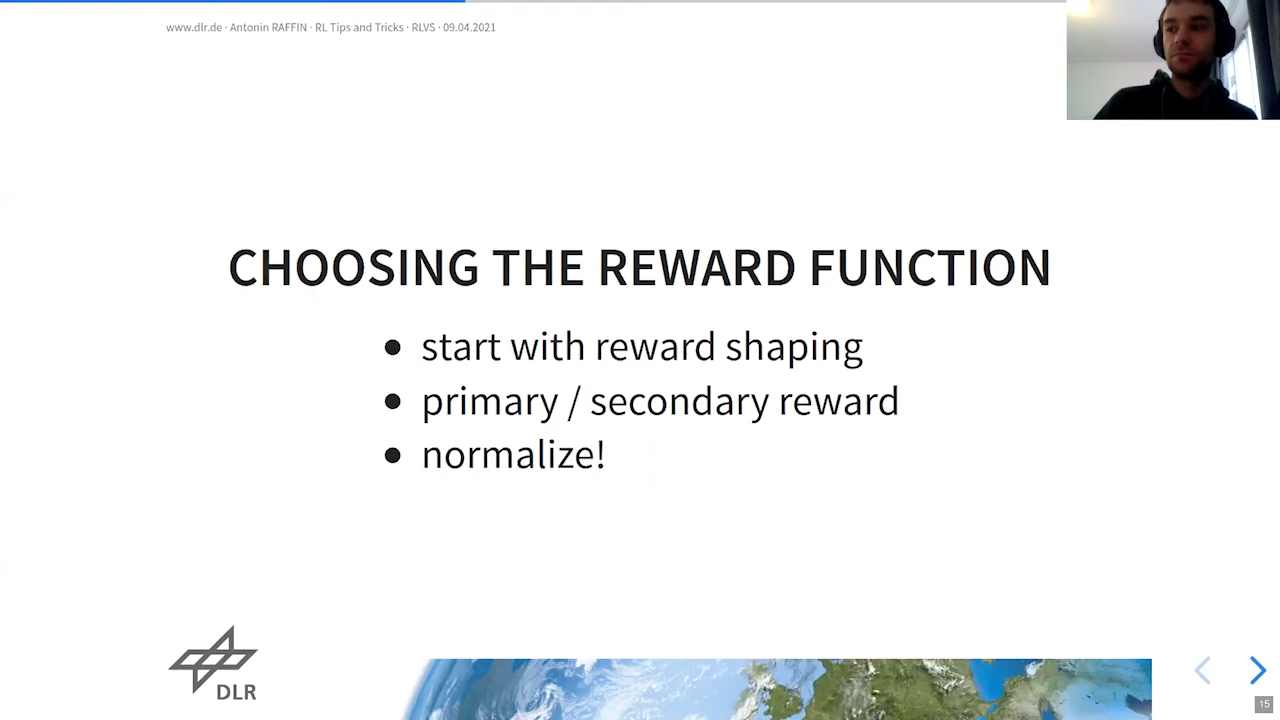 www.dlr.de · Antonin RAFFIN · RL Tips and Tricks · RLVS · 09.04.2021
CHOOSING THE REWARD FUNCTION
• start with reward shaping
• primary / secondary reward
• normalize!
DLR
15